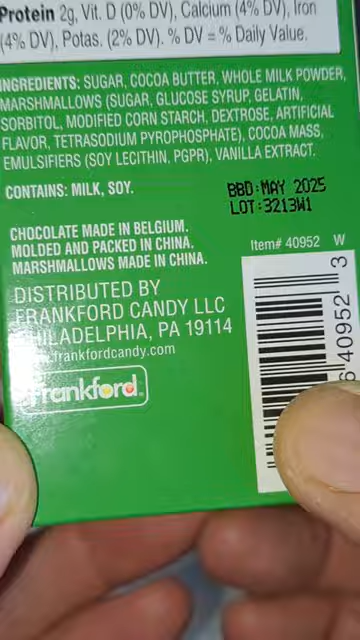 Protein 2g, Vit. D (0% DV), Calcium (4% DV), Iron
(4% DV), Potas. (2% DV). % DV = % Daily Value.
INGREDIENTS: SUGAR, COCOA BUTTER, WHOLE MILK POWDER,
MARSHMALLOWS (SUGAR, GLUCOSE SYRUP, GELATIN,
SORBITOL, MODIFIED CORN STARCH, DEXTROSE, ARTIFICIAL
FLAVOR, TETRASODIUM PYROPHOSPHATE), COCOA MASS,
EMULSIFIERS (SOY LECITHIN, PGPR), VANILLA EXTRACT.
CONTAINS: MILK, SOY.
BBD:MAY 2025
LOT:3213W1
CHOCOLATE MADE IN BELGIUM.
MOLDED AND PACKED IN CHINA.
MARSHMALLOWS MADE IN CHINA.
Item# 40952 W
DISTRIBUTED BY
FRANKFORD CANDY LLC
PHILADELPHIA, PA 19114
.frankfordcandy.com
frankford
6 40952 3